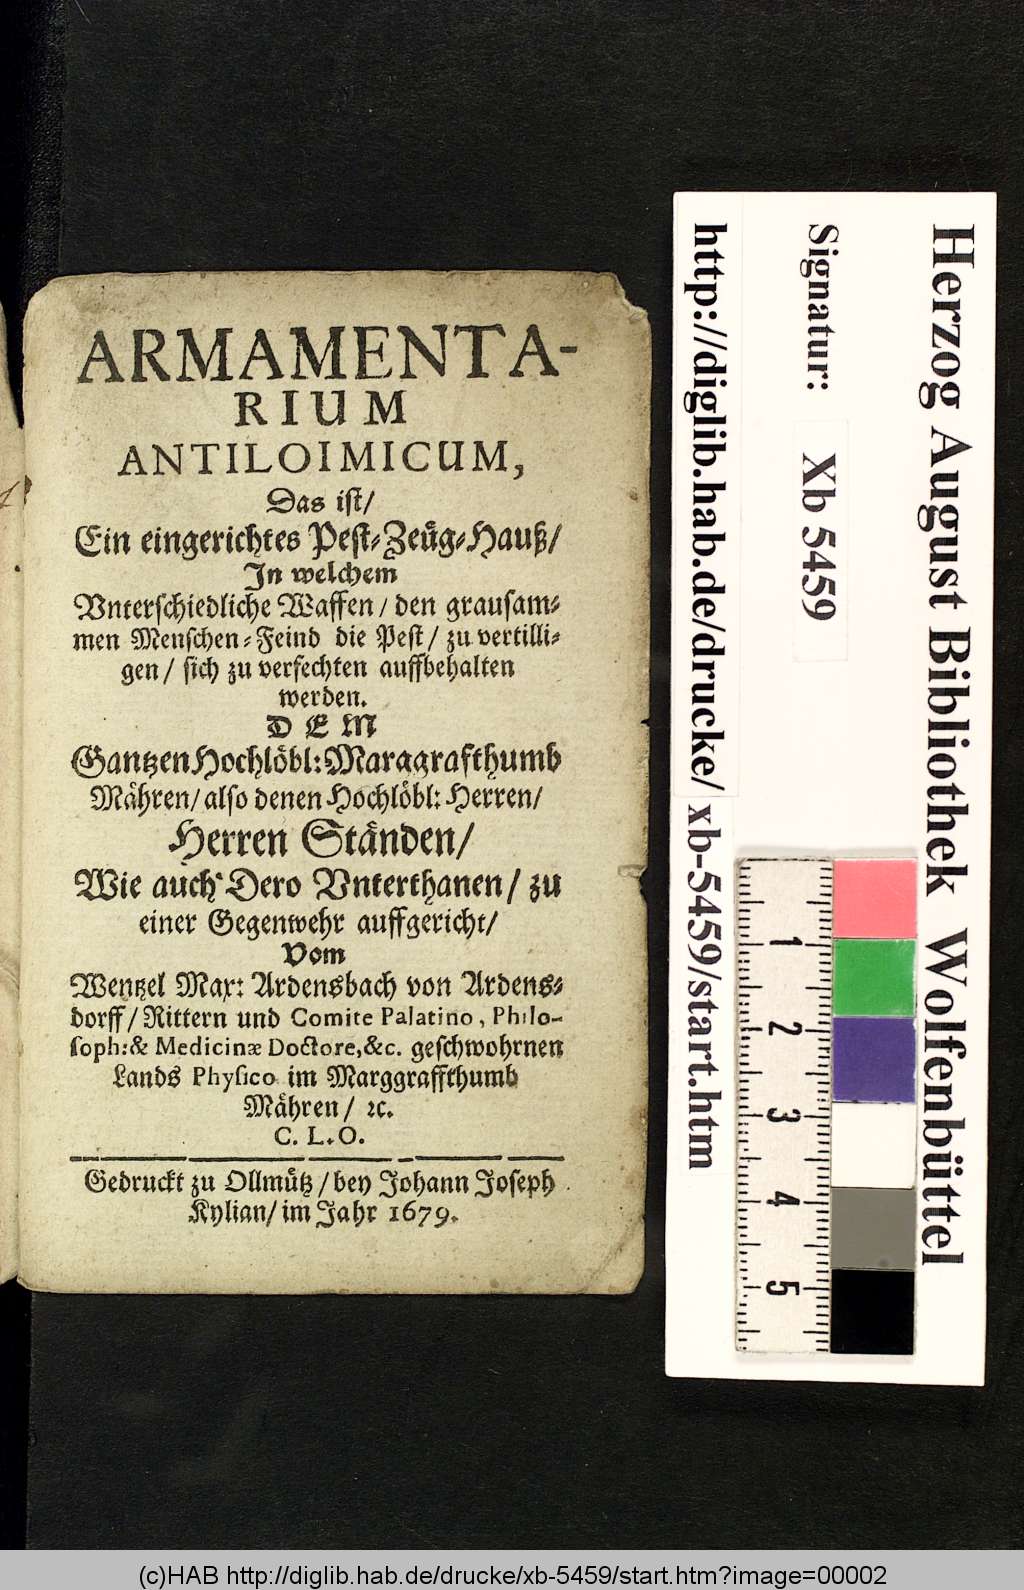 ARMAMENTA-
RIUM
ANTILOIMICUM,
Das ist/
Ein eingerichtes Pest-Zeüg-Hauß/
In welchem
Vnterschiedliche Waffen / den grausam-
men Menschen-Feind die Pest / zu vertilli-
gen / sich zu verfechten auffbehalten
werden.
DEM
Gantzen Hochlöbl: Marggrafthumb
Mähren / also denen Hochlöbl: Herren/
Herren Ständen/
Wie auch Dero Vnterthanen / zu
einer Gegenwehr auffgericht/
Vom
Wentzel Max: Ardensbach von Ardens-
dorff / Rittern und Comite Palatino, Philo-
soph: & Medicinæ Doctore, &c. geschwohrnen
Lands Physico im Marggraffthumb
Mähren / ꝛc.
C. L. O.
Gedruckt zu Ollmütz / bey Johann Joseph
Kylian / im Jahr 1679.
Herzog August Bibliothek Wolfenbüttel
Signatur: Xb 5459
http://diglib.hab.de/drucke/ xb-5459/start.htm
1
2
3
4
5
(c)HAB http://diglib.hab.de/drucke/xb-5459/start.htm?image=00002